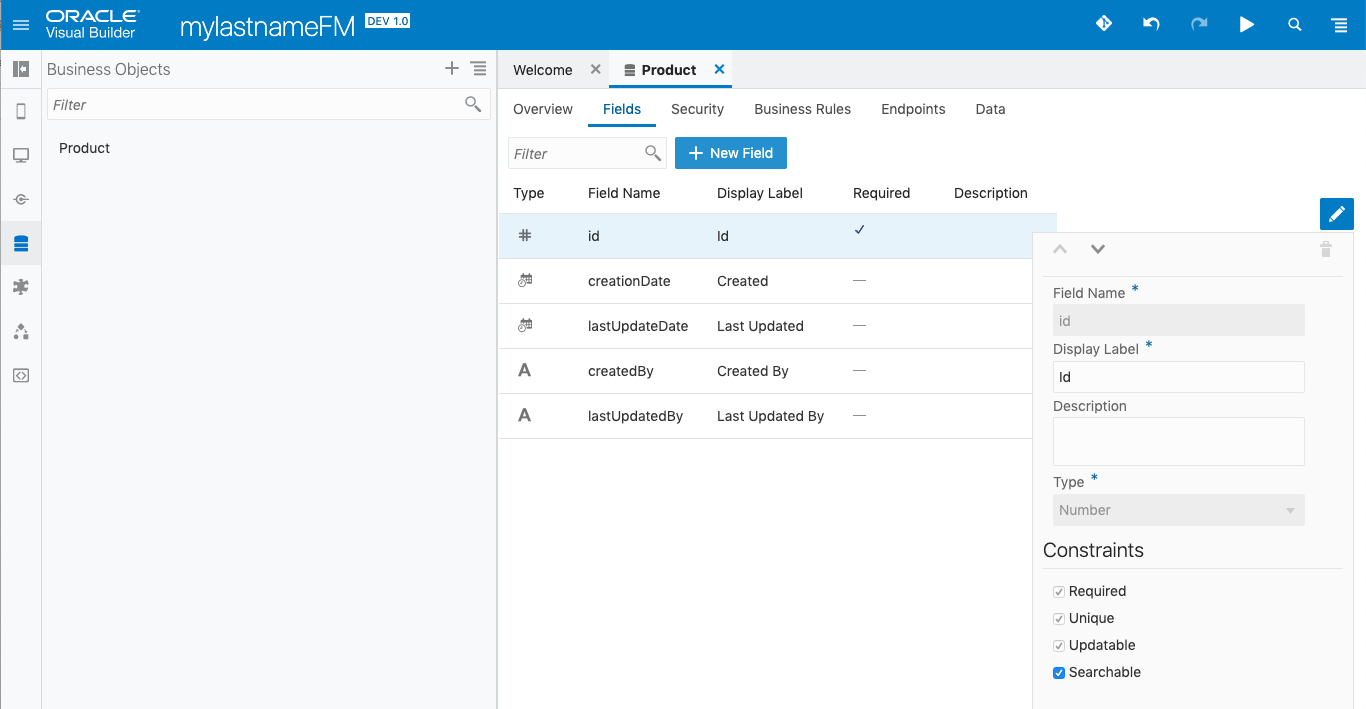 ORACLE
Visual Builder
mylastnameFM DEV 1.0
Business Objects
Filter
Product
Welcome
Product
Overview Fields Security Business Rules Endpoints Data
Filter
New Field
Type Field Name Display Label Required Description
id Id
creationDate Created —
lastUpdateDate Last Updated —
A createdBy Created By —
A lastUpdatedBy Last Updated By —
Field Name *
id
Display Label *
Id
Description
Type *
Number
Constraints
Required
Unique
Updatable
Searchable